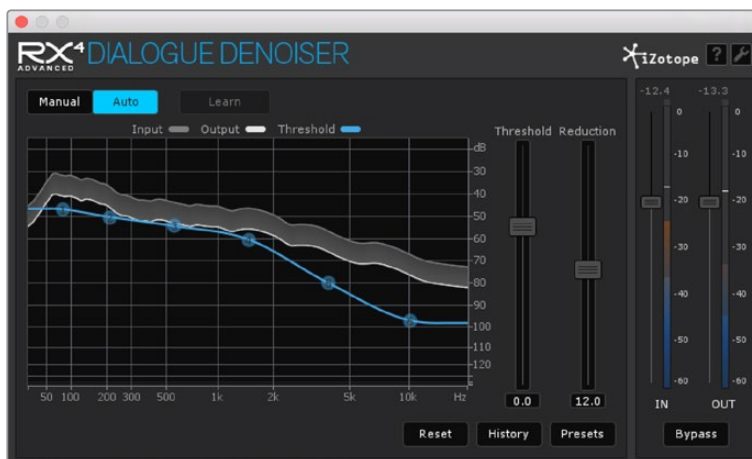 RX4 DIALOGUE DENOISER
ADVANCED
iZotope ?
Manual Auto Learn
Input Output Threshold
Threshold Reduction
-12.4 -13.3
dB
-20
-30
40
-50
-60
-70
-80
-90
-100
-110
-120
50 100 200 300 500 1k 2k 5k 10k Hz
0.0 12.0
0 0
-10 -10
-20 -20
-30 -30
-40 -40
-50 -50
-60 -60
IN OUT
Reset History Presets Bypass